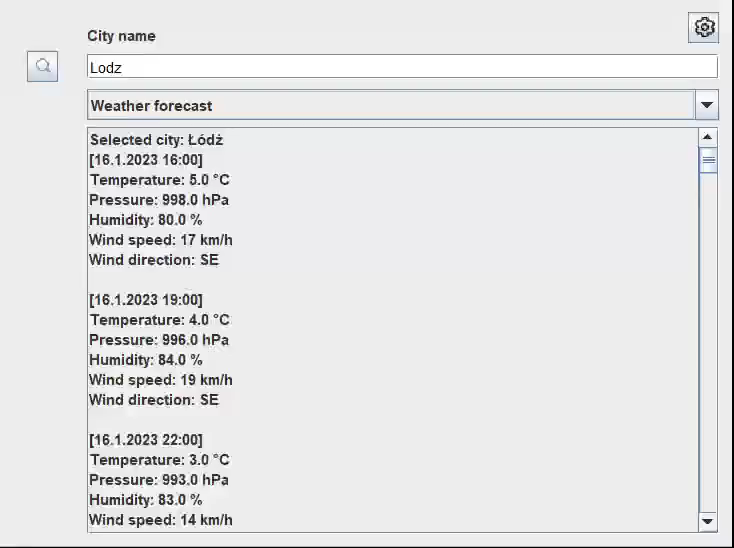 City name
Lodz
Weather forecast
Selected city: Łódź
[16.1.2023 16:00]
Temperature: 5.0 °C
Pressure: 998.0 hPa
Humidity: 80.0 %
Wind speed: 17 km/h
Wind direction: SE
[16.1.2023 19:00]
Temperature: 4.0 °C
Pressure: 996.0 hPa
Humidity: 84.0 %
Wind speed: 19 km/h
Wind direction: SE
[16.1.2023 22:00]
Temperature: 3.0 °C
Pressure: 993.0 hPa
Humidity: 83.0 %
Wind speed: 14 km/h